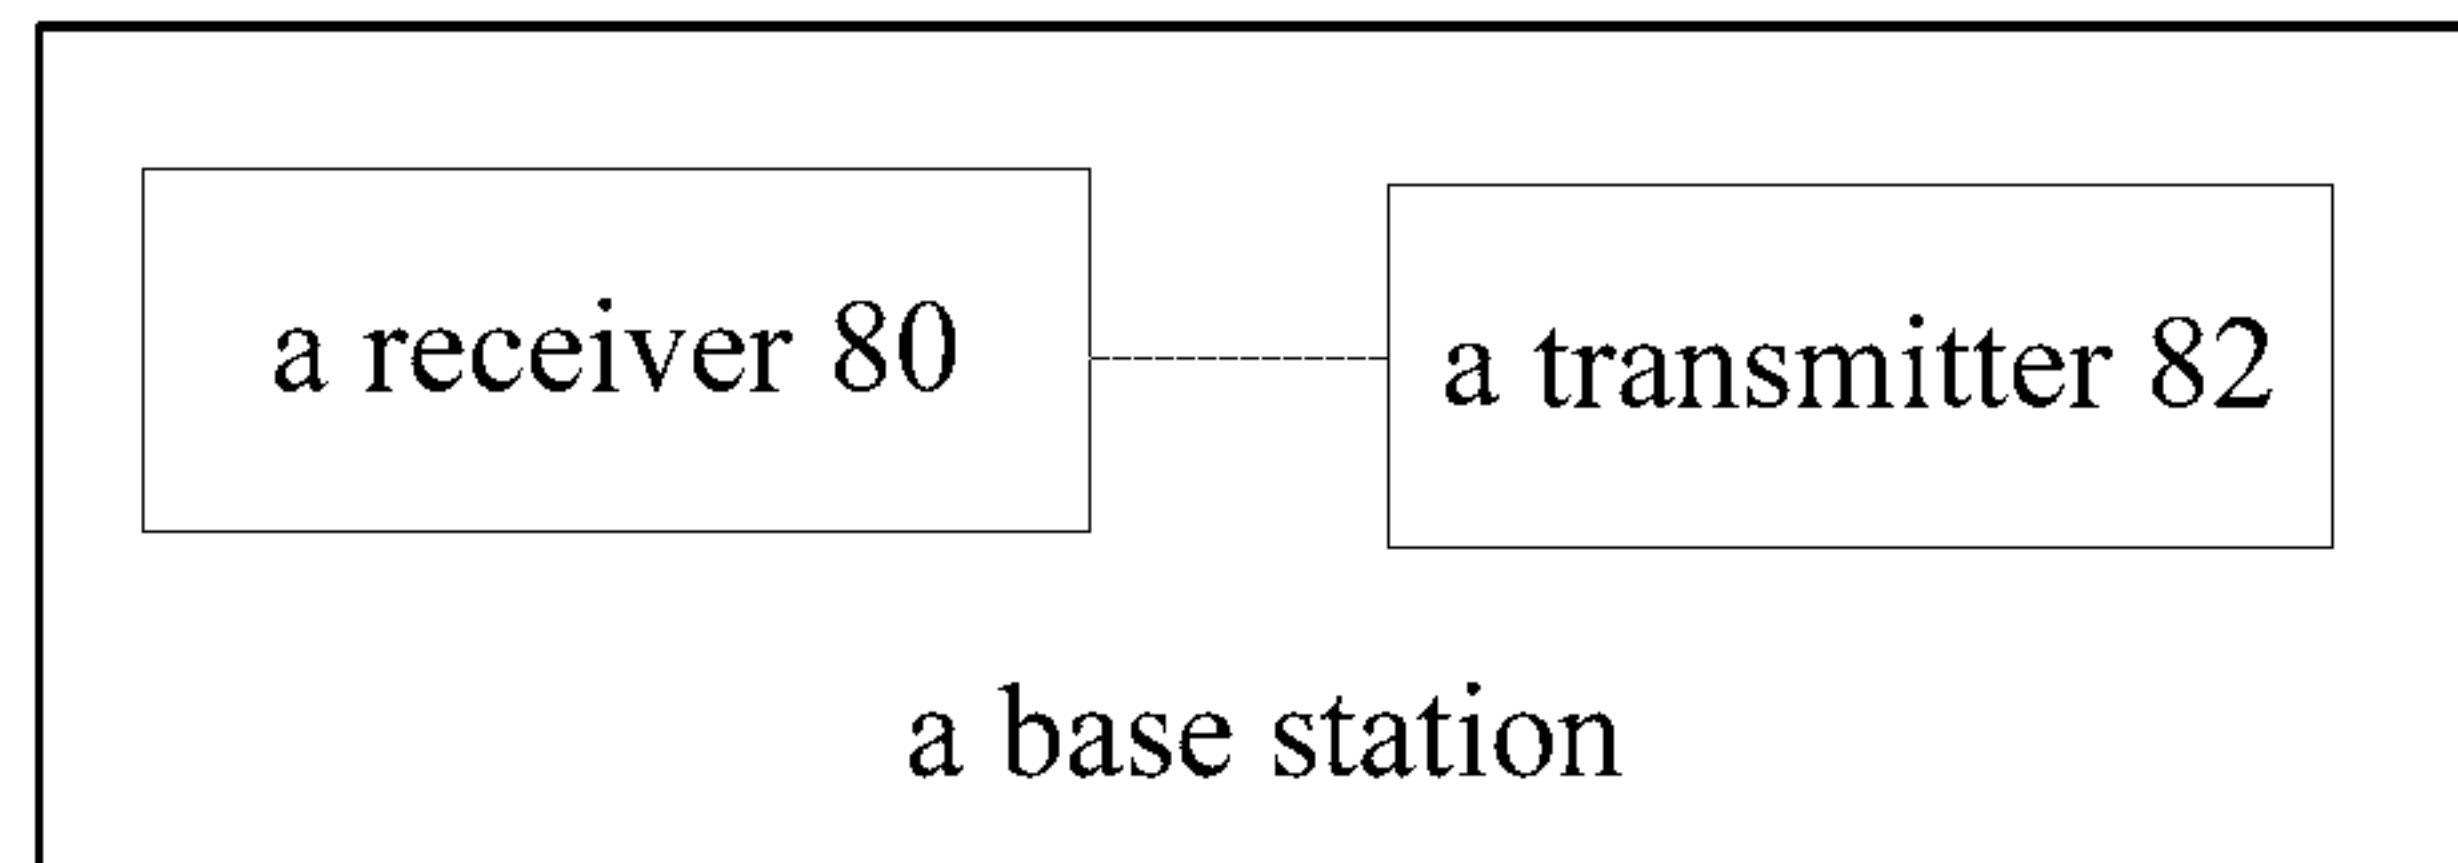 a receiver 80
a transmitter 82
a base station